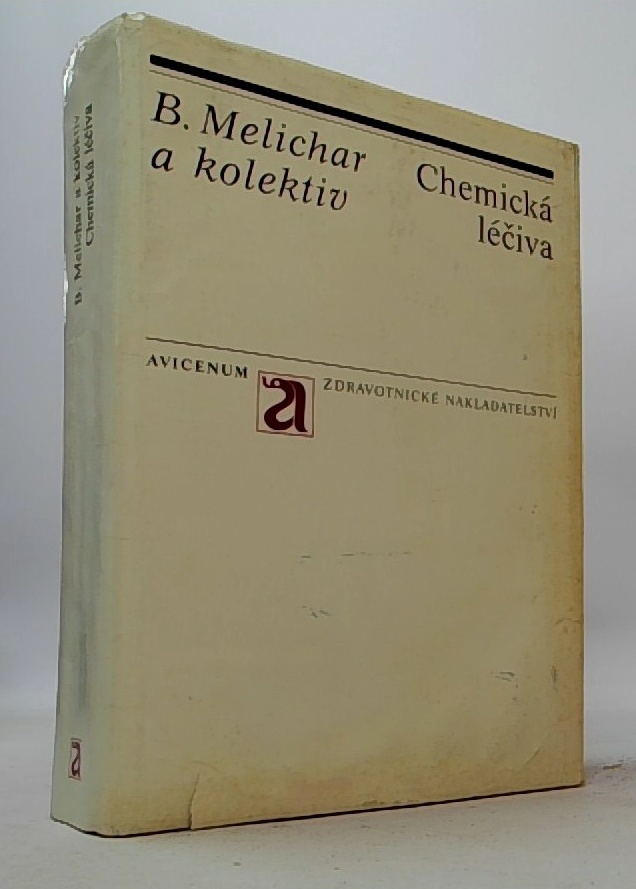 B. Melichar a kolektiv
Chemická léčiva
B. Melichar
a kolektiv
Chemická
léčiva
AVICENUM
a
ZDRAVOTNICKÉ NAKLADATELSTVÍ
a